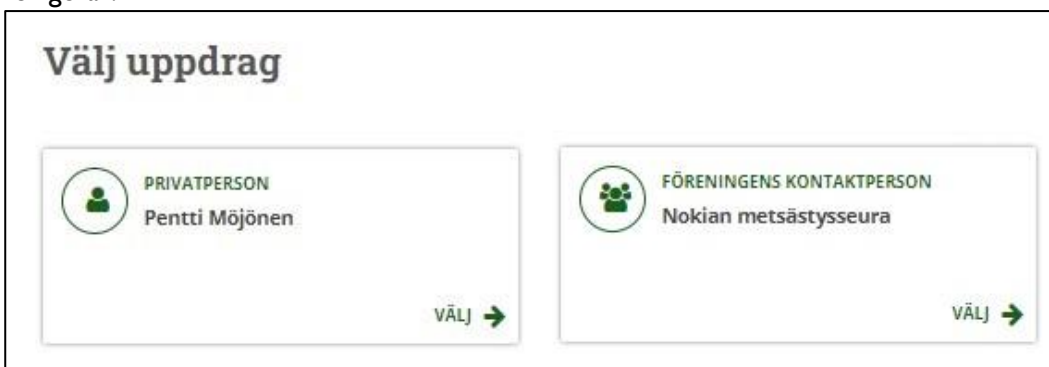 Välj uppdrag
PRIVATPERSON
Pentti Möjönen
VÄLJ
FÖRENINGENS KONTAKTPERSON
Nokian metsästysseura
VÄLJ